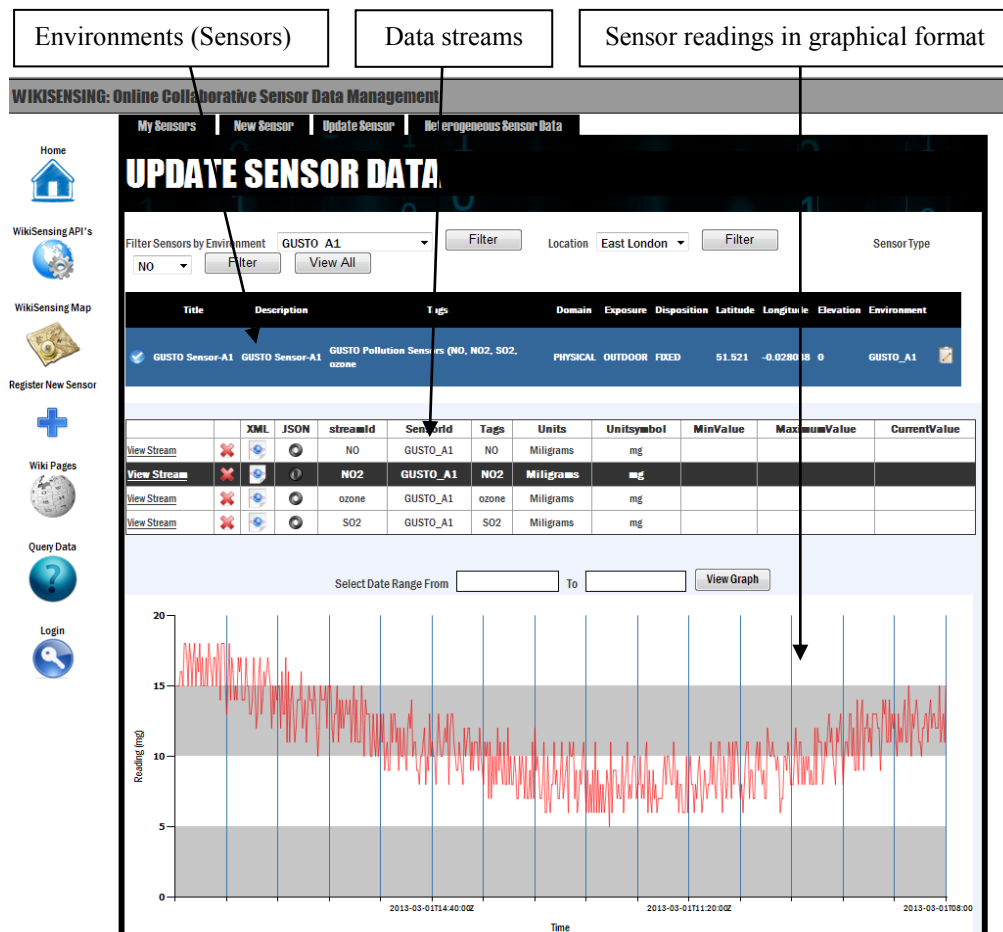 Environments (Sensors)
Data streams
Sensor readings in graphical format
WIKISENSING: Online Collaborative Sensor Data Management
My Sensors New Sensor Update Sensor Heterogeneous Sensor Data
UPDATE SENSOR DATA
Home
WikiSensing API's
WikiSensing Map
Register New Sensor
Wiki Pages
Query Data
Login
Filter Sensors by Environment GUSTO A1 Filter Location East London Filter Sensor Type
NO Filter View All
Title Description Tags Domain Exposure Disposition Latitude Longitude Elevation Environment
GUSTO Sensor-A1 GUSTO Sensor-A1 GUSTO Pollution Sensors (NO, NO2, SO2, ozone PHYSICAL OUTDOOR FIXED 51.521 -0.028038 0 GUSTO_A1
XML JSON streamId SensorId Tags Units Unitsymbol MinValue MaximumValue CurrentValue
View Stream NO GUSTO_A1 NO Miligrams mg
View Stream NO2 GUSTO_A1 NO2 Miligrams mg
View Stream ozone GUSTO_A1 ozone Miligrams mg
View Stream SO2 GUSTO_A1 SO2 Miligrams mg
Select Date Range From To View Graph
20
15
10
5
0
Reading (mg)
2013-03-01T14:40:00Z 2013-03-01T11:20:00Z 2013-03-01T08:00
Time